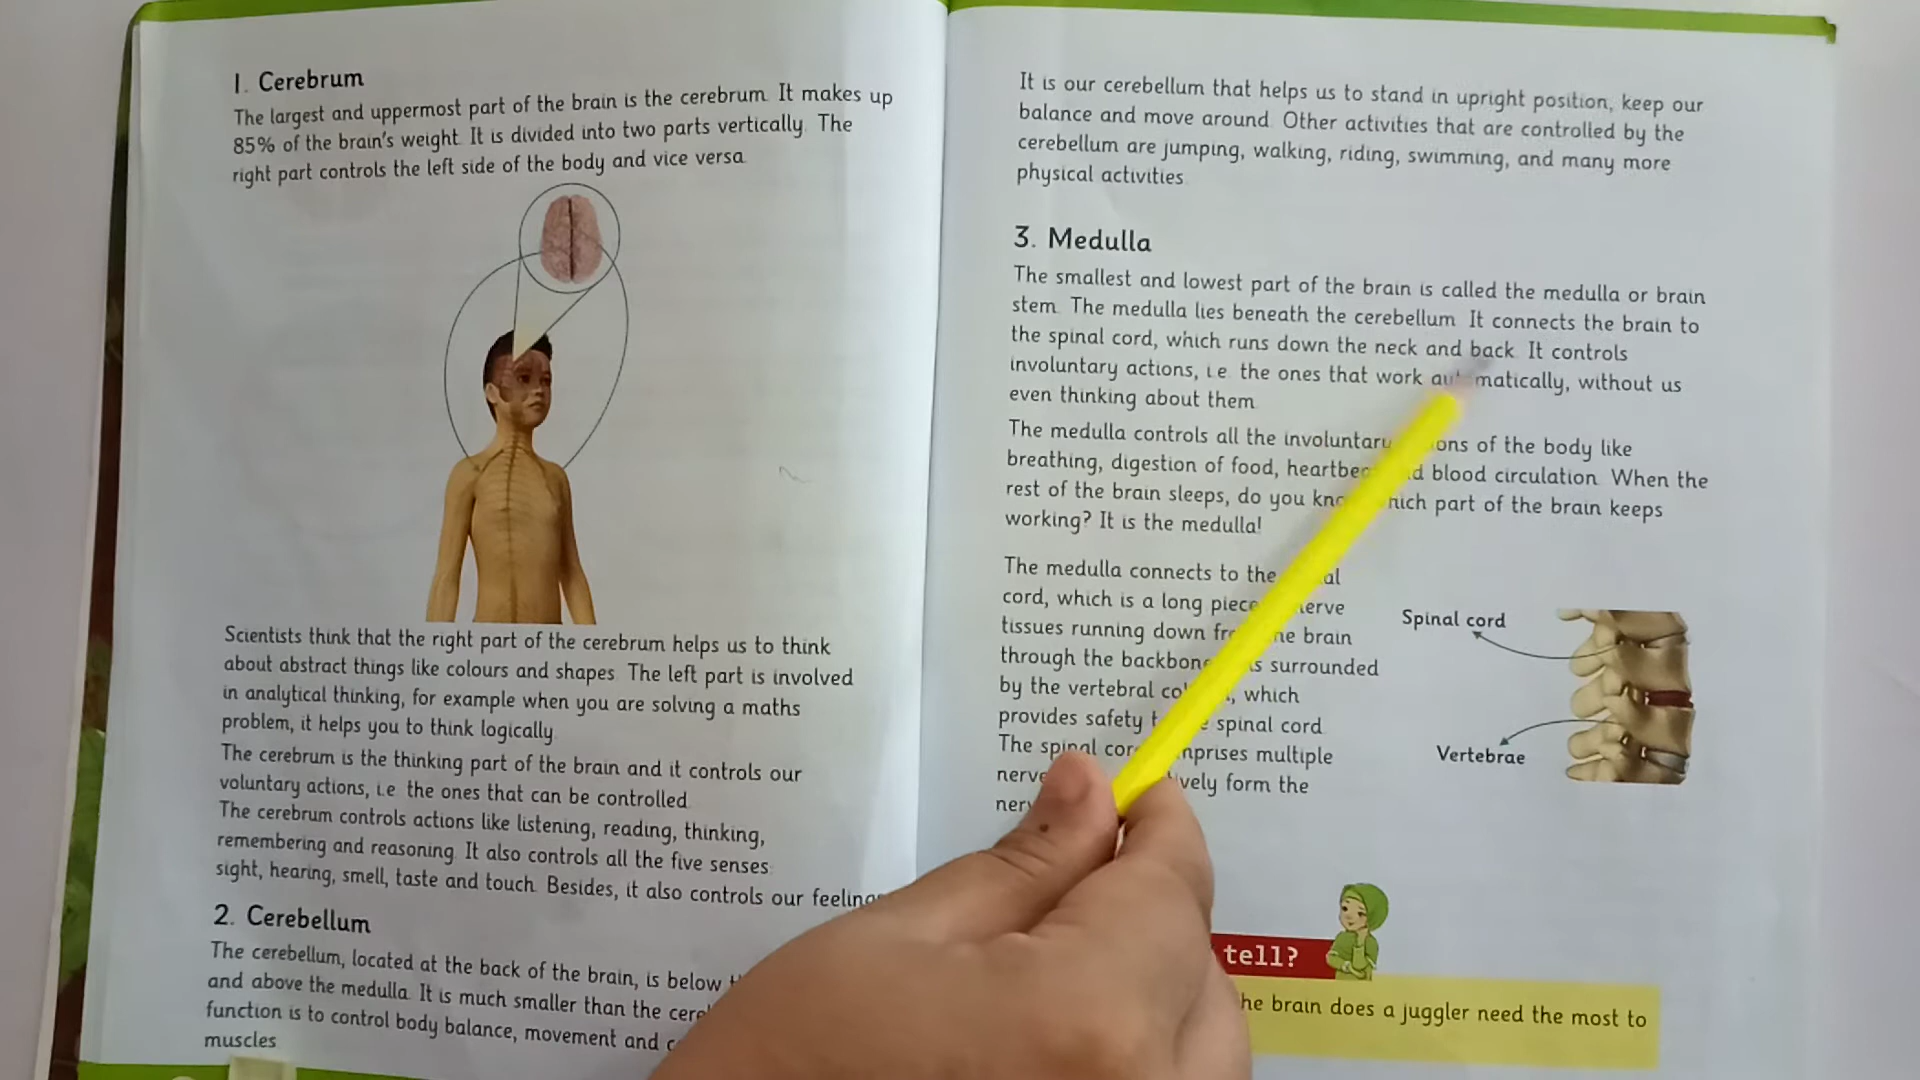 1. Cerebrum
The largest and uppermost part of the brain is the cerebrum. It makes up
85% of the brain's weight. It is divided into two parts vertically. The
right part controls the left side of the body and vice versa.
Scientists think that the right part of the cerebrum helps us to think
about abstract things like colours and shapes. The left part is involved
in analytical thinking, for example when you are solving a maths
problem, it helps you to think logically.
The cerebrum is the thinking part of the brain and it controls our
voluntary actions, i.e. the ones that can be controlled.
The cerebrum controls actions like listening, reading, thinking,
remembering and reasoning. It also controls all the five senses:
sight, hearing, smell, taste and touch. Besides, it also controls our
2. Cerebellum
The cerebellum, located at the back of the brain, is below
and above the medulla. It is much smaller than the
function is to control body balance, movement and
muscles.
It is our cerebellum that helps us to stand in upright position, keep our
balance and move around. Other activities that are controlled by the
cerebellum are jumping, walking, riding, swimming, and many more
physical activities.
3. Medulla
The smallest and lowest part of the brain is called the medulla or brain
stem. The medulla lies beneath the cerebellum. It connects the brain to
the spinal cord, which runs down the neck and back. It controls
involuntary actions, i.e. the ones that work automatically, without us
even thinking about them.
The medulla controls all the involuntary of the body like
breathing, digestion of food, blood circulation. When the
rest of the brain sleeps, do you part of the brain keeps
working? It is the medulla!
The medulla connects to the
cord, which is a long piece nerve
tissues running down brain
through the surrounded
by the vertebral which
provides safety spinal cord.
The spinal multiple
form the
Spinal cord
Vertebrae
tell?
brain does a juggler need the most to